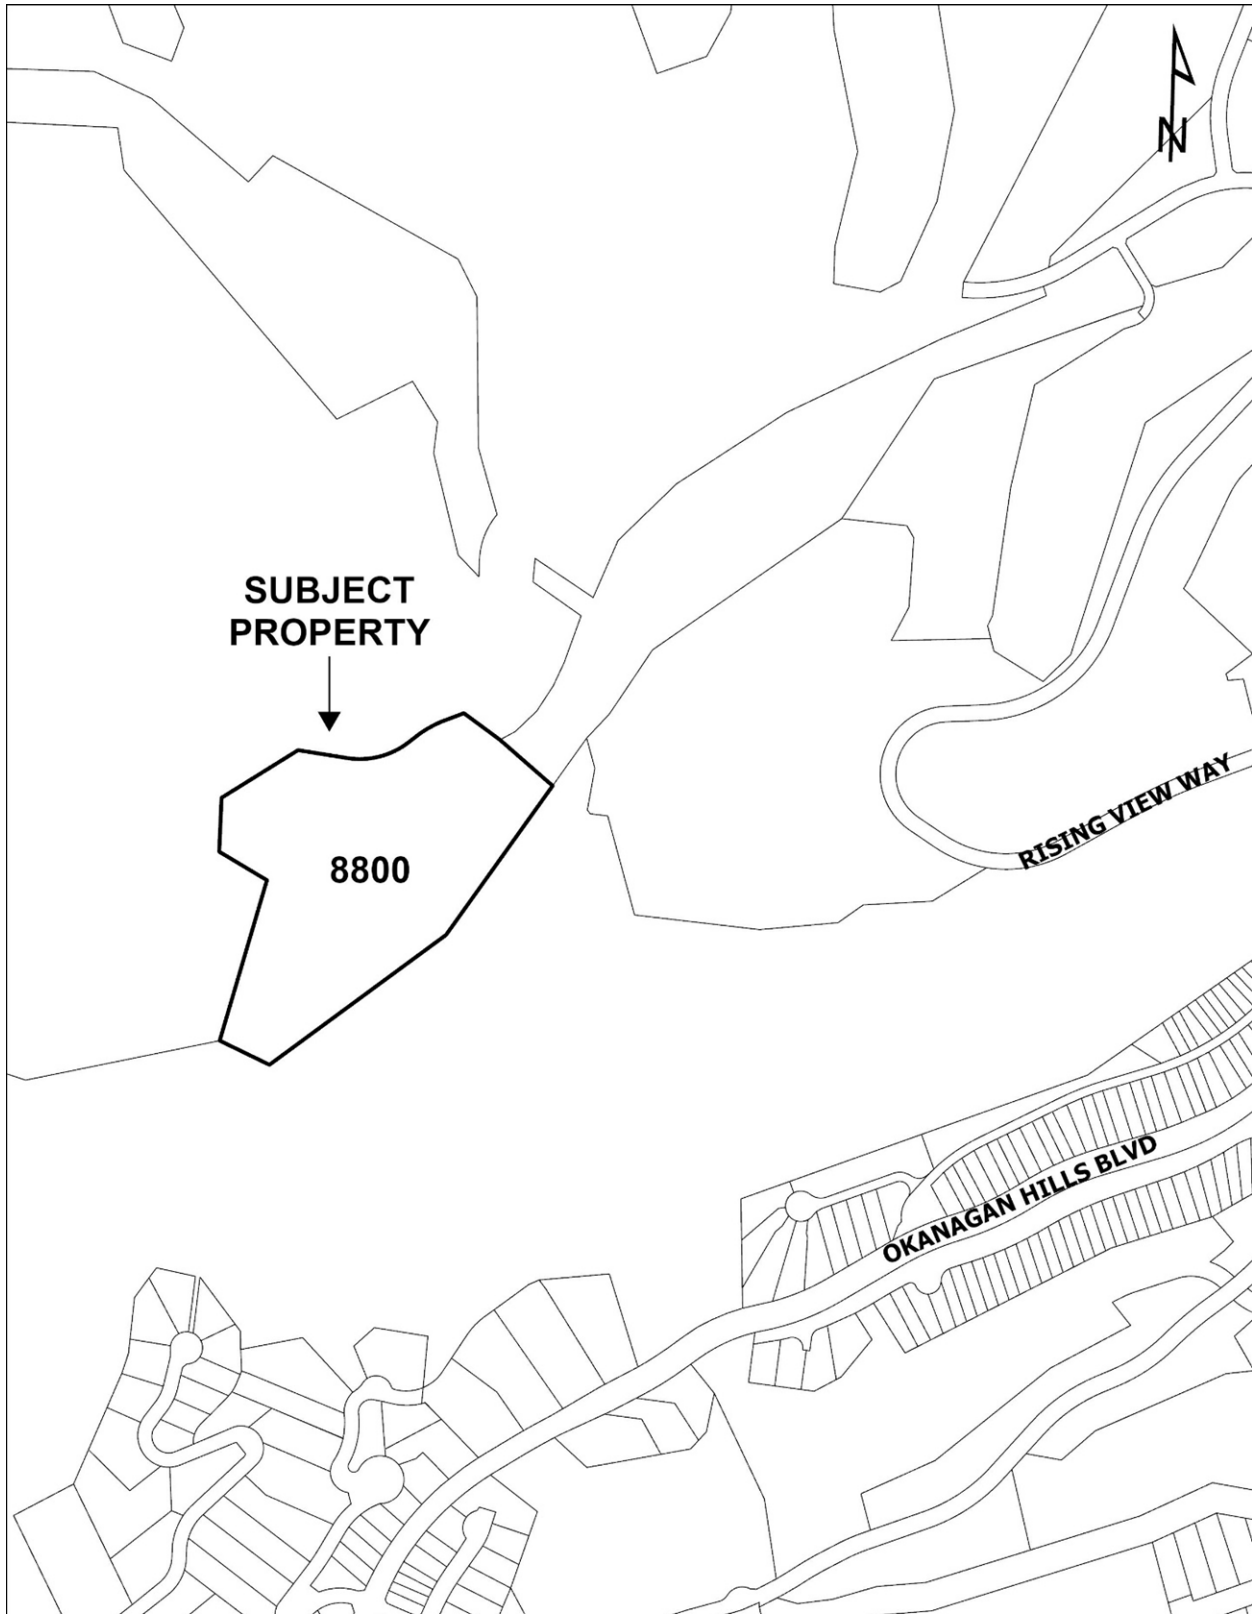 N
SUBJECT
PROPERTY
8800
RISING VIEW WAY
OKANAGAN HILLS BLVD